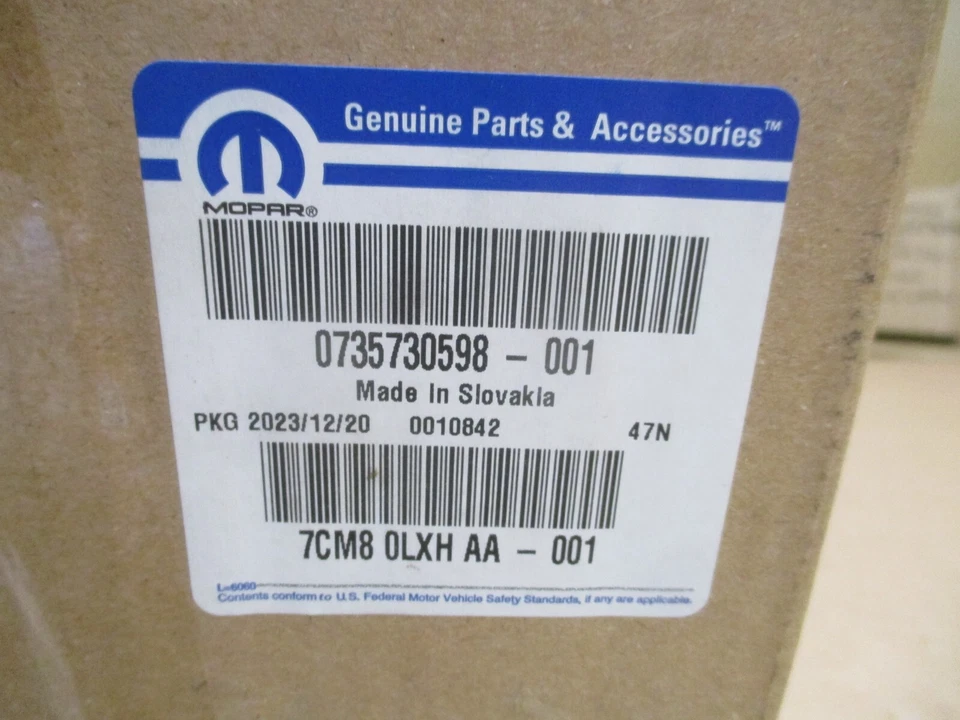 Genuine Parts & Accessories™
MOPAR®
0735730598 - 001
Made In Slovakia
PKG 2023/12/20 0010842 47N
7CM8 0LXH AA - 001
L-6060
Contents conform to U.S. Federal Motor Vehicle Safety Standards, if any are applicable.